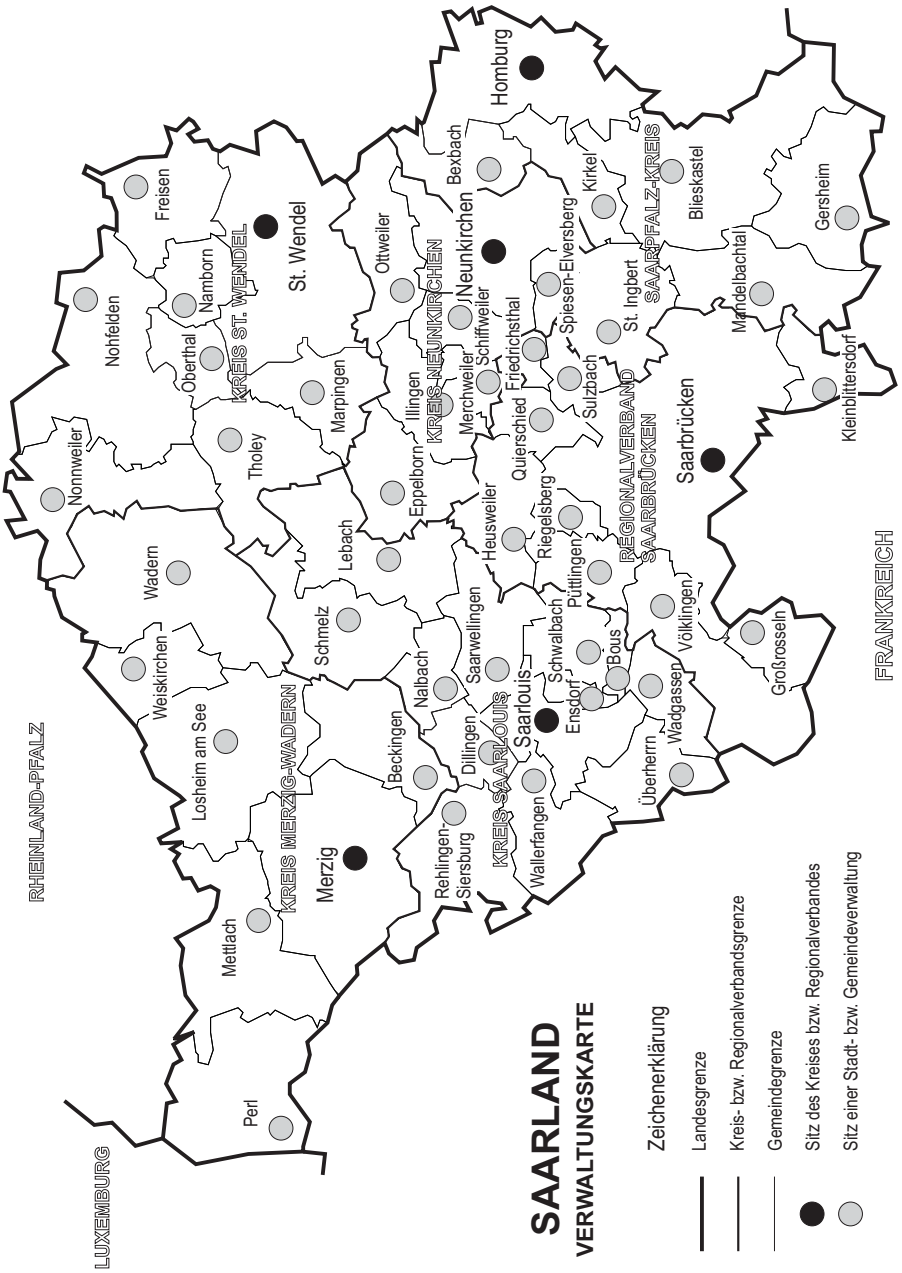 RHEINLAND-PFALZ
LUXEMBURG
FRANKREICH
Nonnweiler
Nohfelden
Freisen
Wadern
Weiskirchen
Oberthal
Namborn
KREIS ST. WENDEL
St. Wendel
Tholey
Losheim am See
Marpingen
Mettlach
KREIS MERZIG-WADERN
Merzig
Schmelz
Lebach
Perl
Ottweiler
Eppelborn
Illingen
KREIS NEUNKIRCHEN
Beckingen
Nalbach
Neunkirchen
Bexbach
Homburg
Schiffweiler
Merchweiler
Rehlingen-
Siersburg
Dillingen
Saarwellingen
Heusweiler
KREIS SAARLOUIS
Saarlouis
Friedrichsthal
Quierschied
Wallerfangen
Schwalbach
Riegelsberg
Spiesen-Elversberg
Kirkel
Ensdorf
Püttlingen
Sulzbach
Bous
St. Ingbert
SAARPFALZ-KREIS
REGIONALVERBAND
SAARBRÜCKEN
Überherrn
Wadgassen
Völklingen
Saarbrücken
Blieskastel
Mandelbachtal
Gersheim
Großrosseln
Kleinblittersdorf
SAARLAND
VERWALTUNGSKARTE
Zeichenerklärung
Landesgrenze
Kreis- bzw. Regionalverbandsgrenze
Gemeindegrenze
Sitz des Kreises bzw. Regionalverbandes
Sitz einer Stadt- bzw. Gemeindeverwaltung